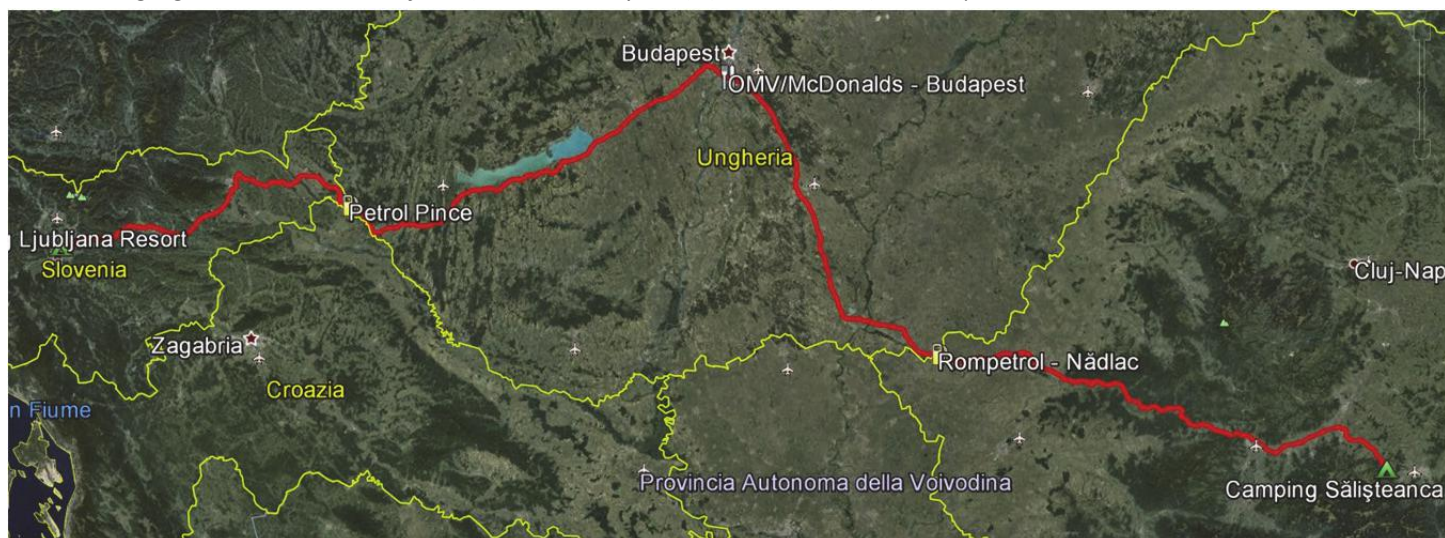 Budapest
OMV/McDonalds - Budapest
Ungheria
Petrol Pince
Ljubljana Resort
Slovenia
Cluj-Nap
Zagabria
Rompetrol - Nădlac
Croazia
n Fiume
Provincia Autonoma della Voivodina
Camping Sălişteanca